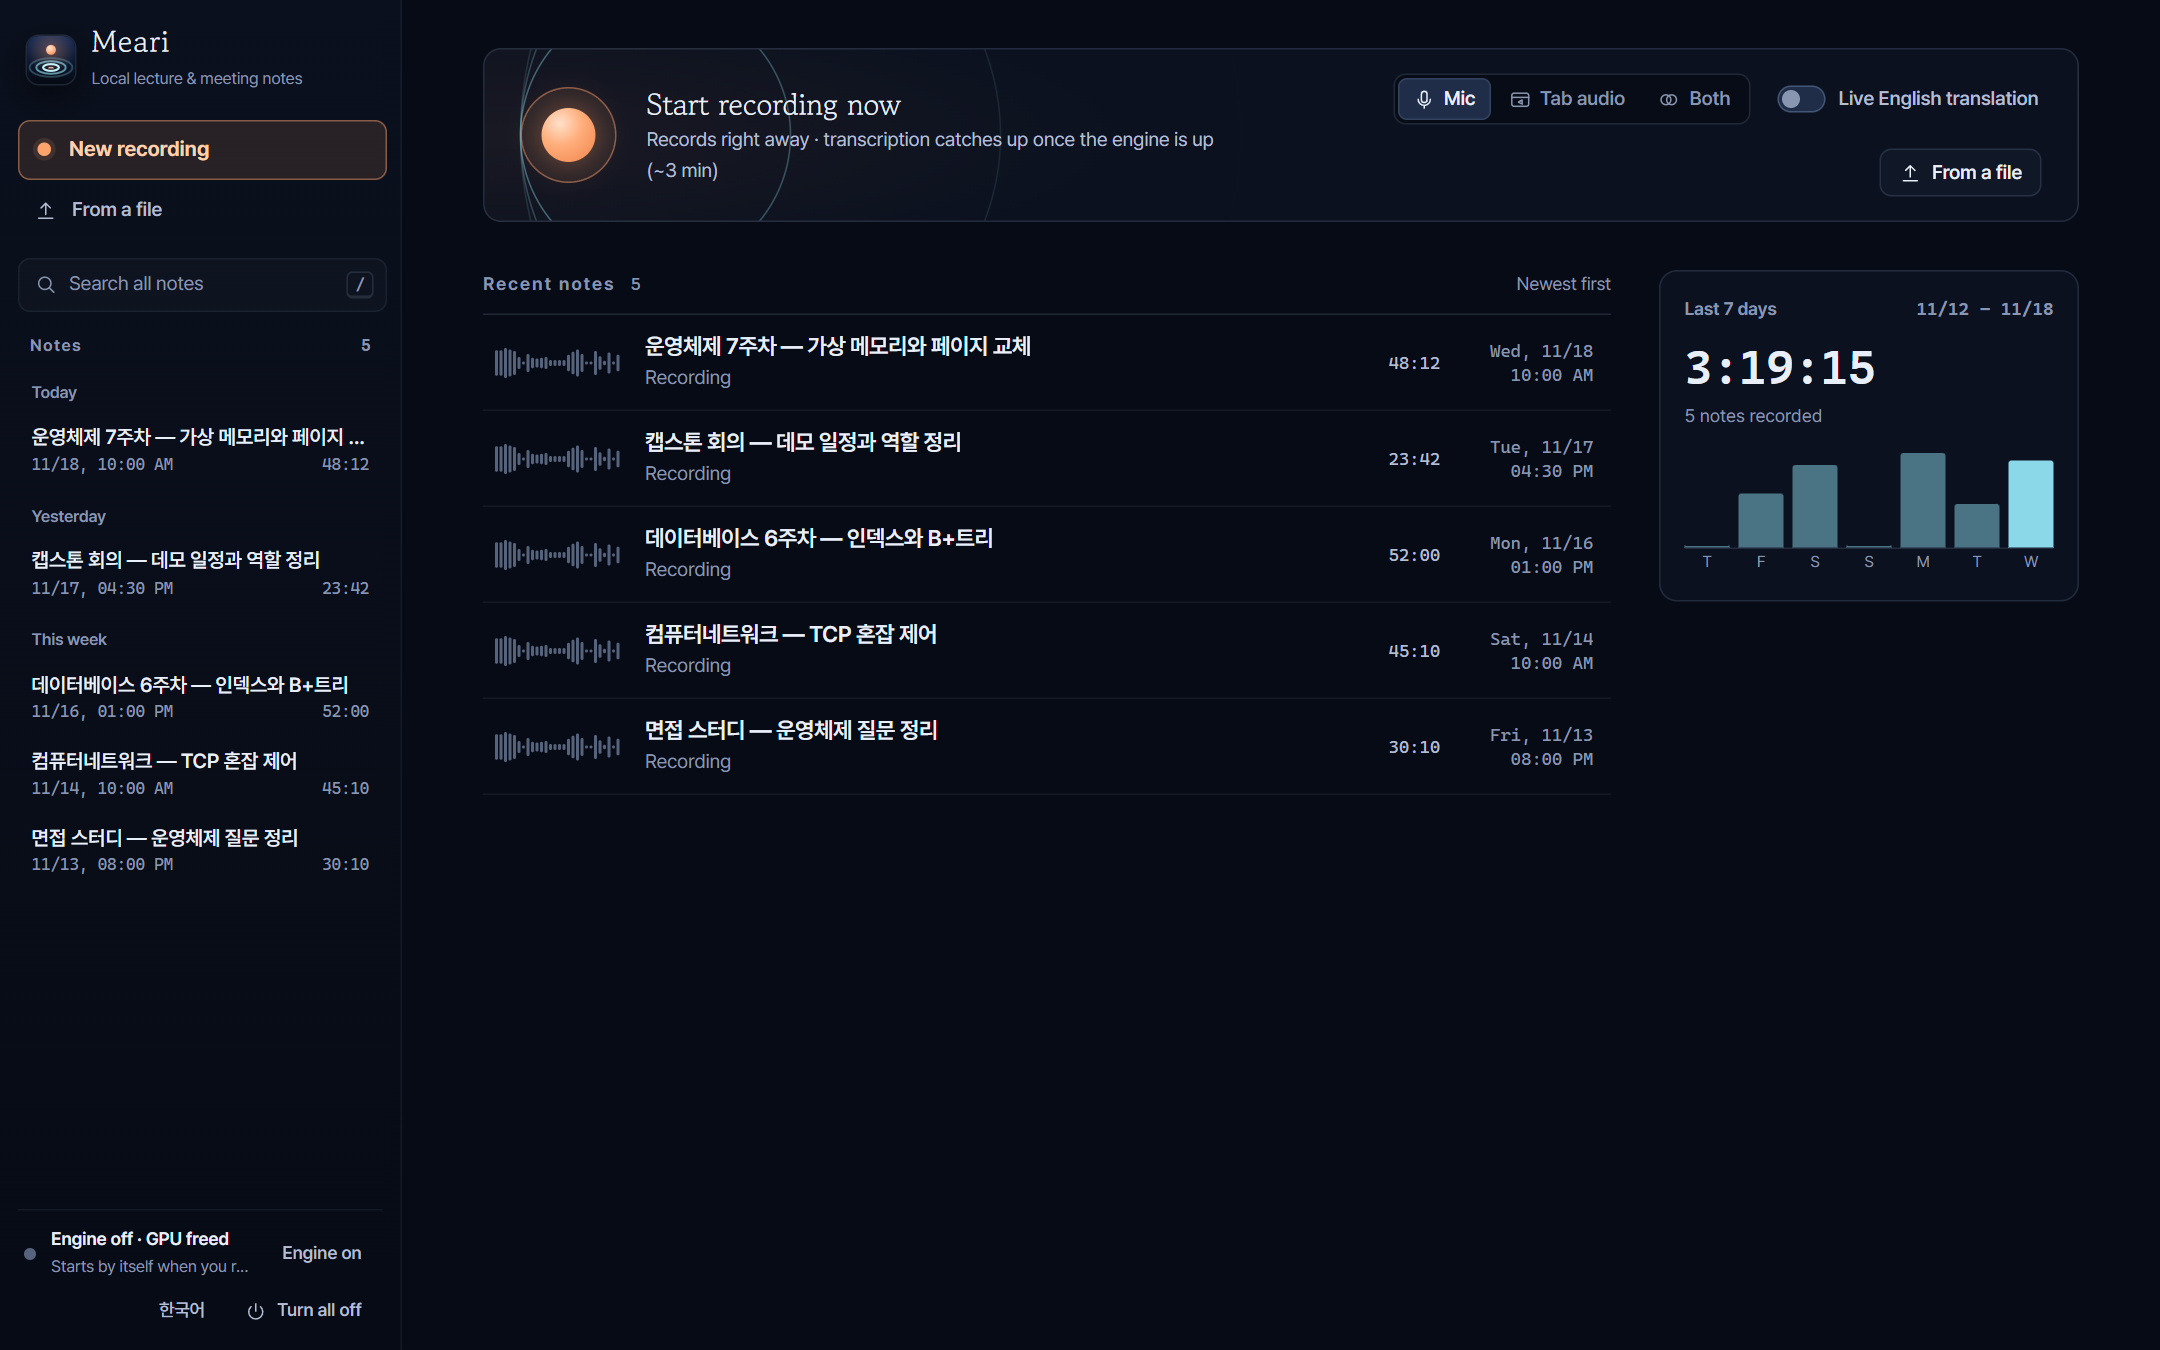 Meari
Local lecture & meeting notes
New recording
From a file
Search all notes /
Notes 5
Today
운영체제 7주차 — 가상 메모리와 페이지 ...
11/18, 10:00 AM 48:12
Yesterday
캡스톤 회의 — 데모 일정과 역할 정리
11/17, 04:30 PM 23:42
This week
데이터베이스 6주차 — 인덱스와 B+트리
11/16, 01:00 PM 52:00
컴퓨터네트워크 — TCP 혼잡 제어
11/14, 10:00 AM 45:10
면접 스터디 — 운영체제 질문 정리
11/13, 08:00 PM 30:10
Engine off · GPU freed
Starts by itself when you r...
Engine on
한국어 Turn all off
Start recording now
Records right away · transcription catches up once the engine is up
(~3 min)
Mic Tab audio Both Live English translation
From a file
Recent notes 5 Newest first
운영체제 7주차 — 가상 메모리와 페이지 교체
Recording
48:12
Wed, 11/18
10:00 AM
캡스톤 회의 — 데모 일정과 역할 정리
Recording
23:42
Tue, 11/17
04:30 PM
데이터베이스 6주차 — 인덱스와 B+트리
Recording
52:00
Mon, 11/16
01:00 PM
컴퓨터네트워크 — TCP 혼잡 제어
Recording
45:10
Sat, 11/14
10:00 AM
면접 스터디 — 운영체제 질문 정리
Recording
30:10
Fri, 11/13
08:00 PM
Last 7 days 11/12 – 11/18
3:19:15
5 notes recorded
T F S S M T W